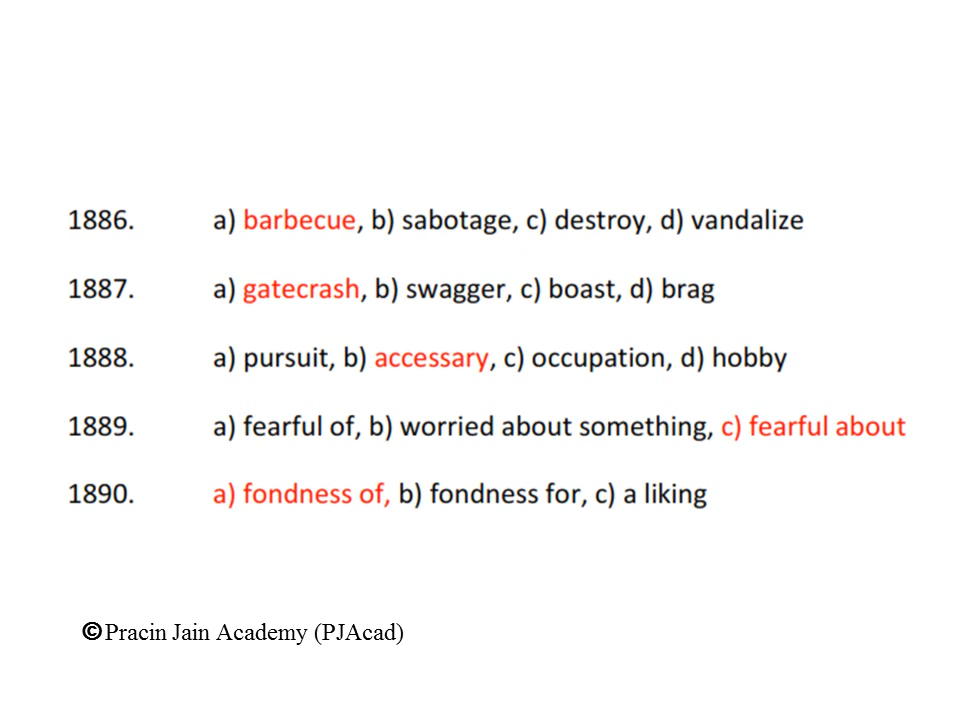 1886. a) barbecue, b) sabotage, c) destroy, d) vandalize
1887. a) gatecrash, b) swagger, c) boast, d) brag
1888. a) pursuit, b) accessary, c) occupation, d) hobby
1889. a) fearful of, b) worried about something, c) fearful about
1890. a) fondness of, b) fondness for, c) a liking
©Pracin Jain Academy (PJAcad)